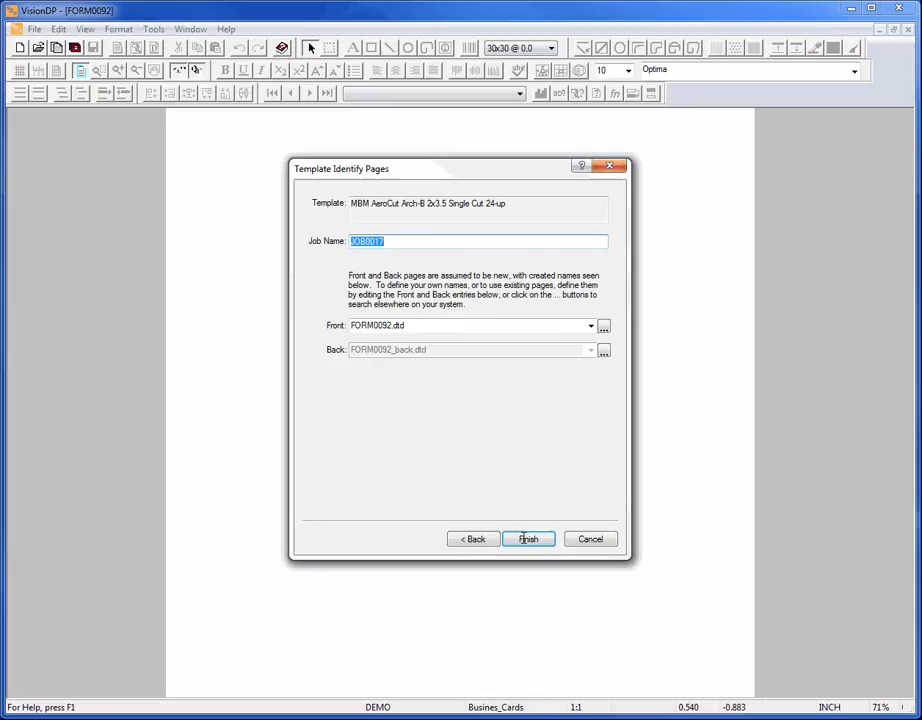 VisionDP - [FORM0092]
File Edit View Format Tools Window Help
30x30 @ 0.0
10 Optima
Template Identify Pages
Template: MBM AeroCut Arch-B 2x3.5 Single Cut 24-up
Job Name: JOB0017
Front and Back pages are assumed to be new, with created names seen
below. To define your own names, or to use existing pages, define them
by editing the Front and Back entries below, or click on the ... buttons to
search elsewhere on your system.
Front: FORM0092.dtd ...
Back: FORM0092_back.dtd ...
< Back Finish Cancel
For Help, press F1 DEMO Busines_Cards 1:1 0.540 -0.883 INCH 71%